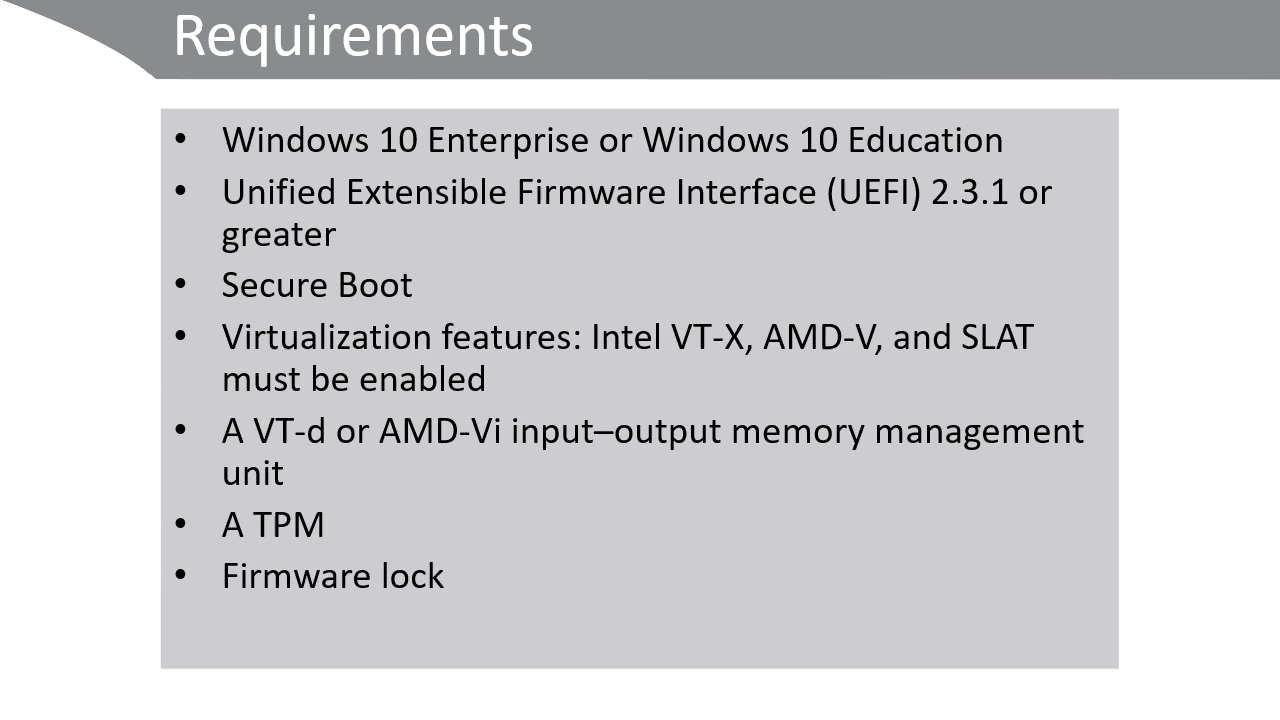 Requirements
• Windows 10 Enterprise or Windows 10 Education
• Unified Extensible Firmware Interface (UEFI) 2.3.1 or
greater
• Secure Boot
• Virtualization features: Intel VT-X, AMD-V, and SLAT
must be enabled
• A VT-d or AMD-Vi input–output memory management
unit
• A TPM
• Firmware lock